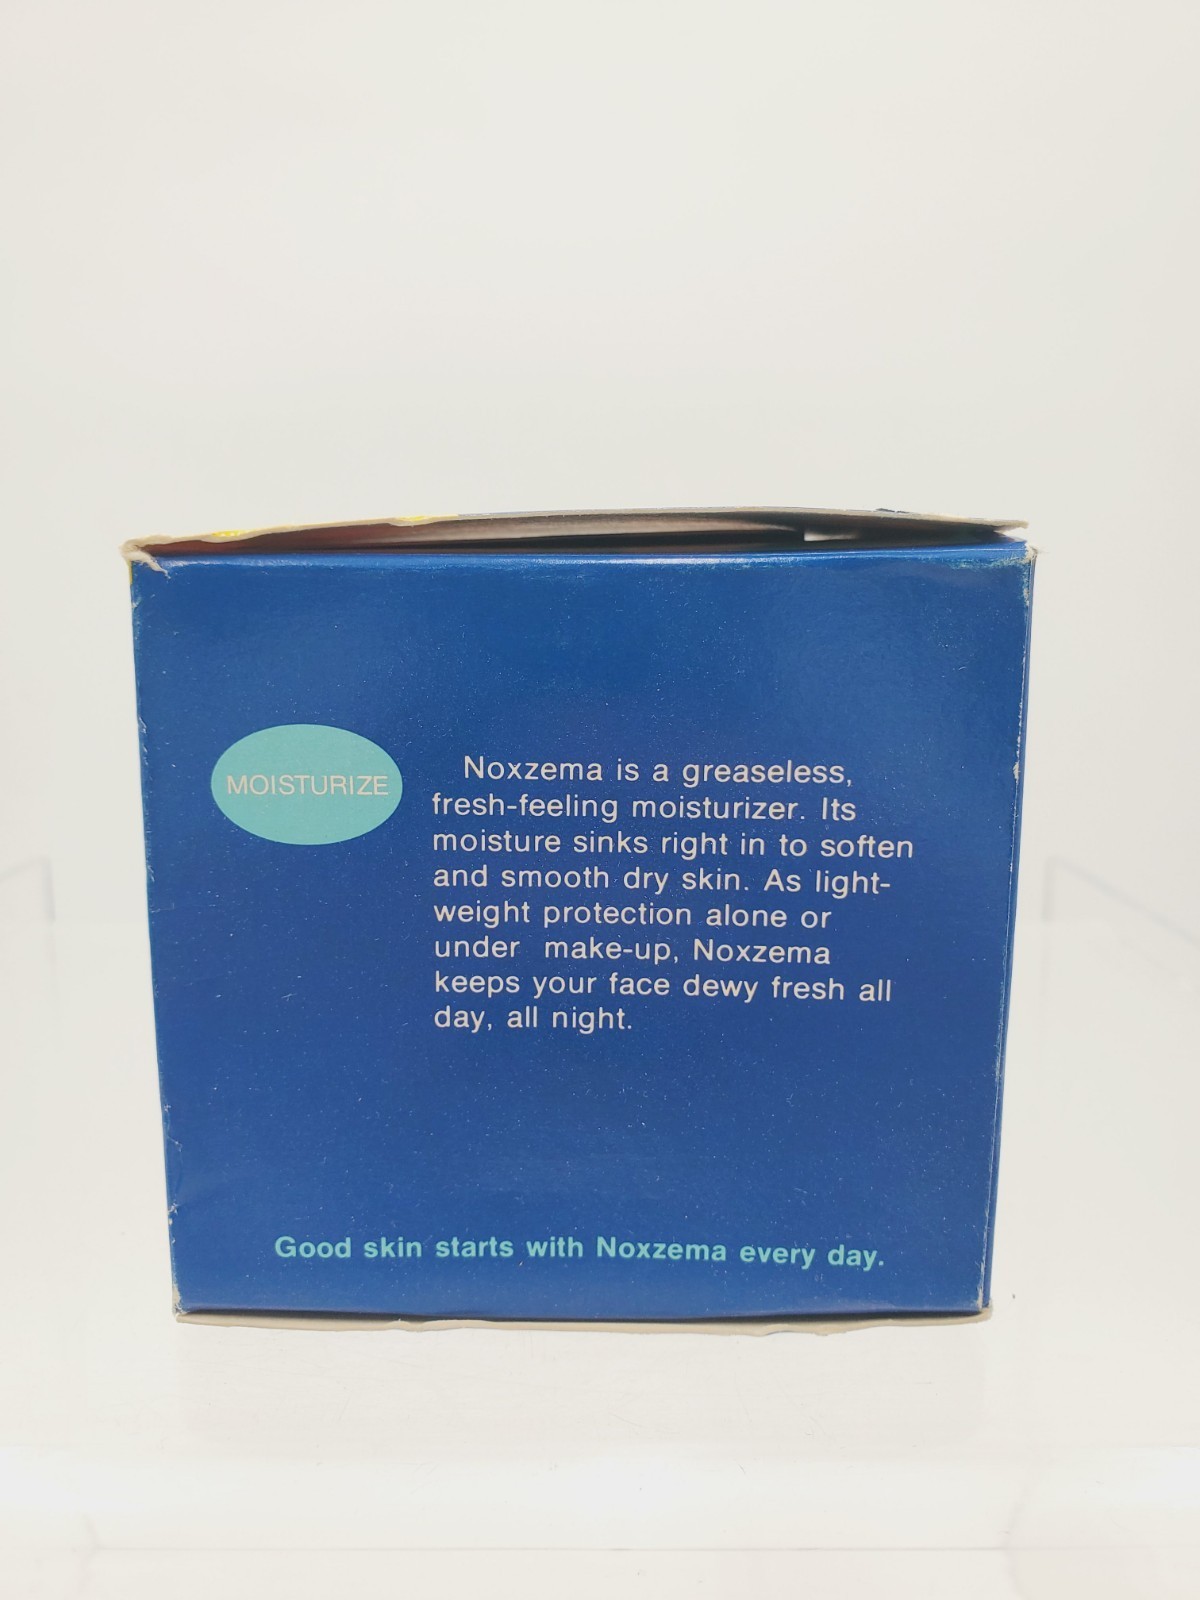 MOISTURIZE
Noxzema is a greaseless,
fresh-feeling moisturizer. Its
moisture sinks right in to soften
and smooth dry skin. As light-
weight protection alone or
under make-up, Noxzema
keeps your face dewy fresh all
day, all night.
Good skin starts with Noxzema every day.